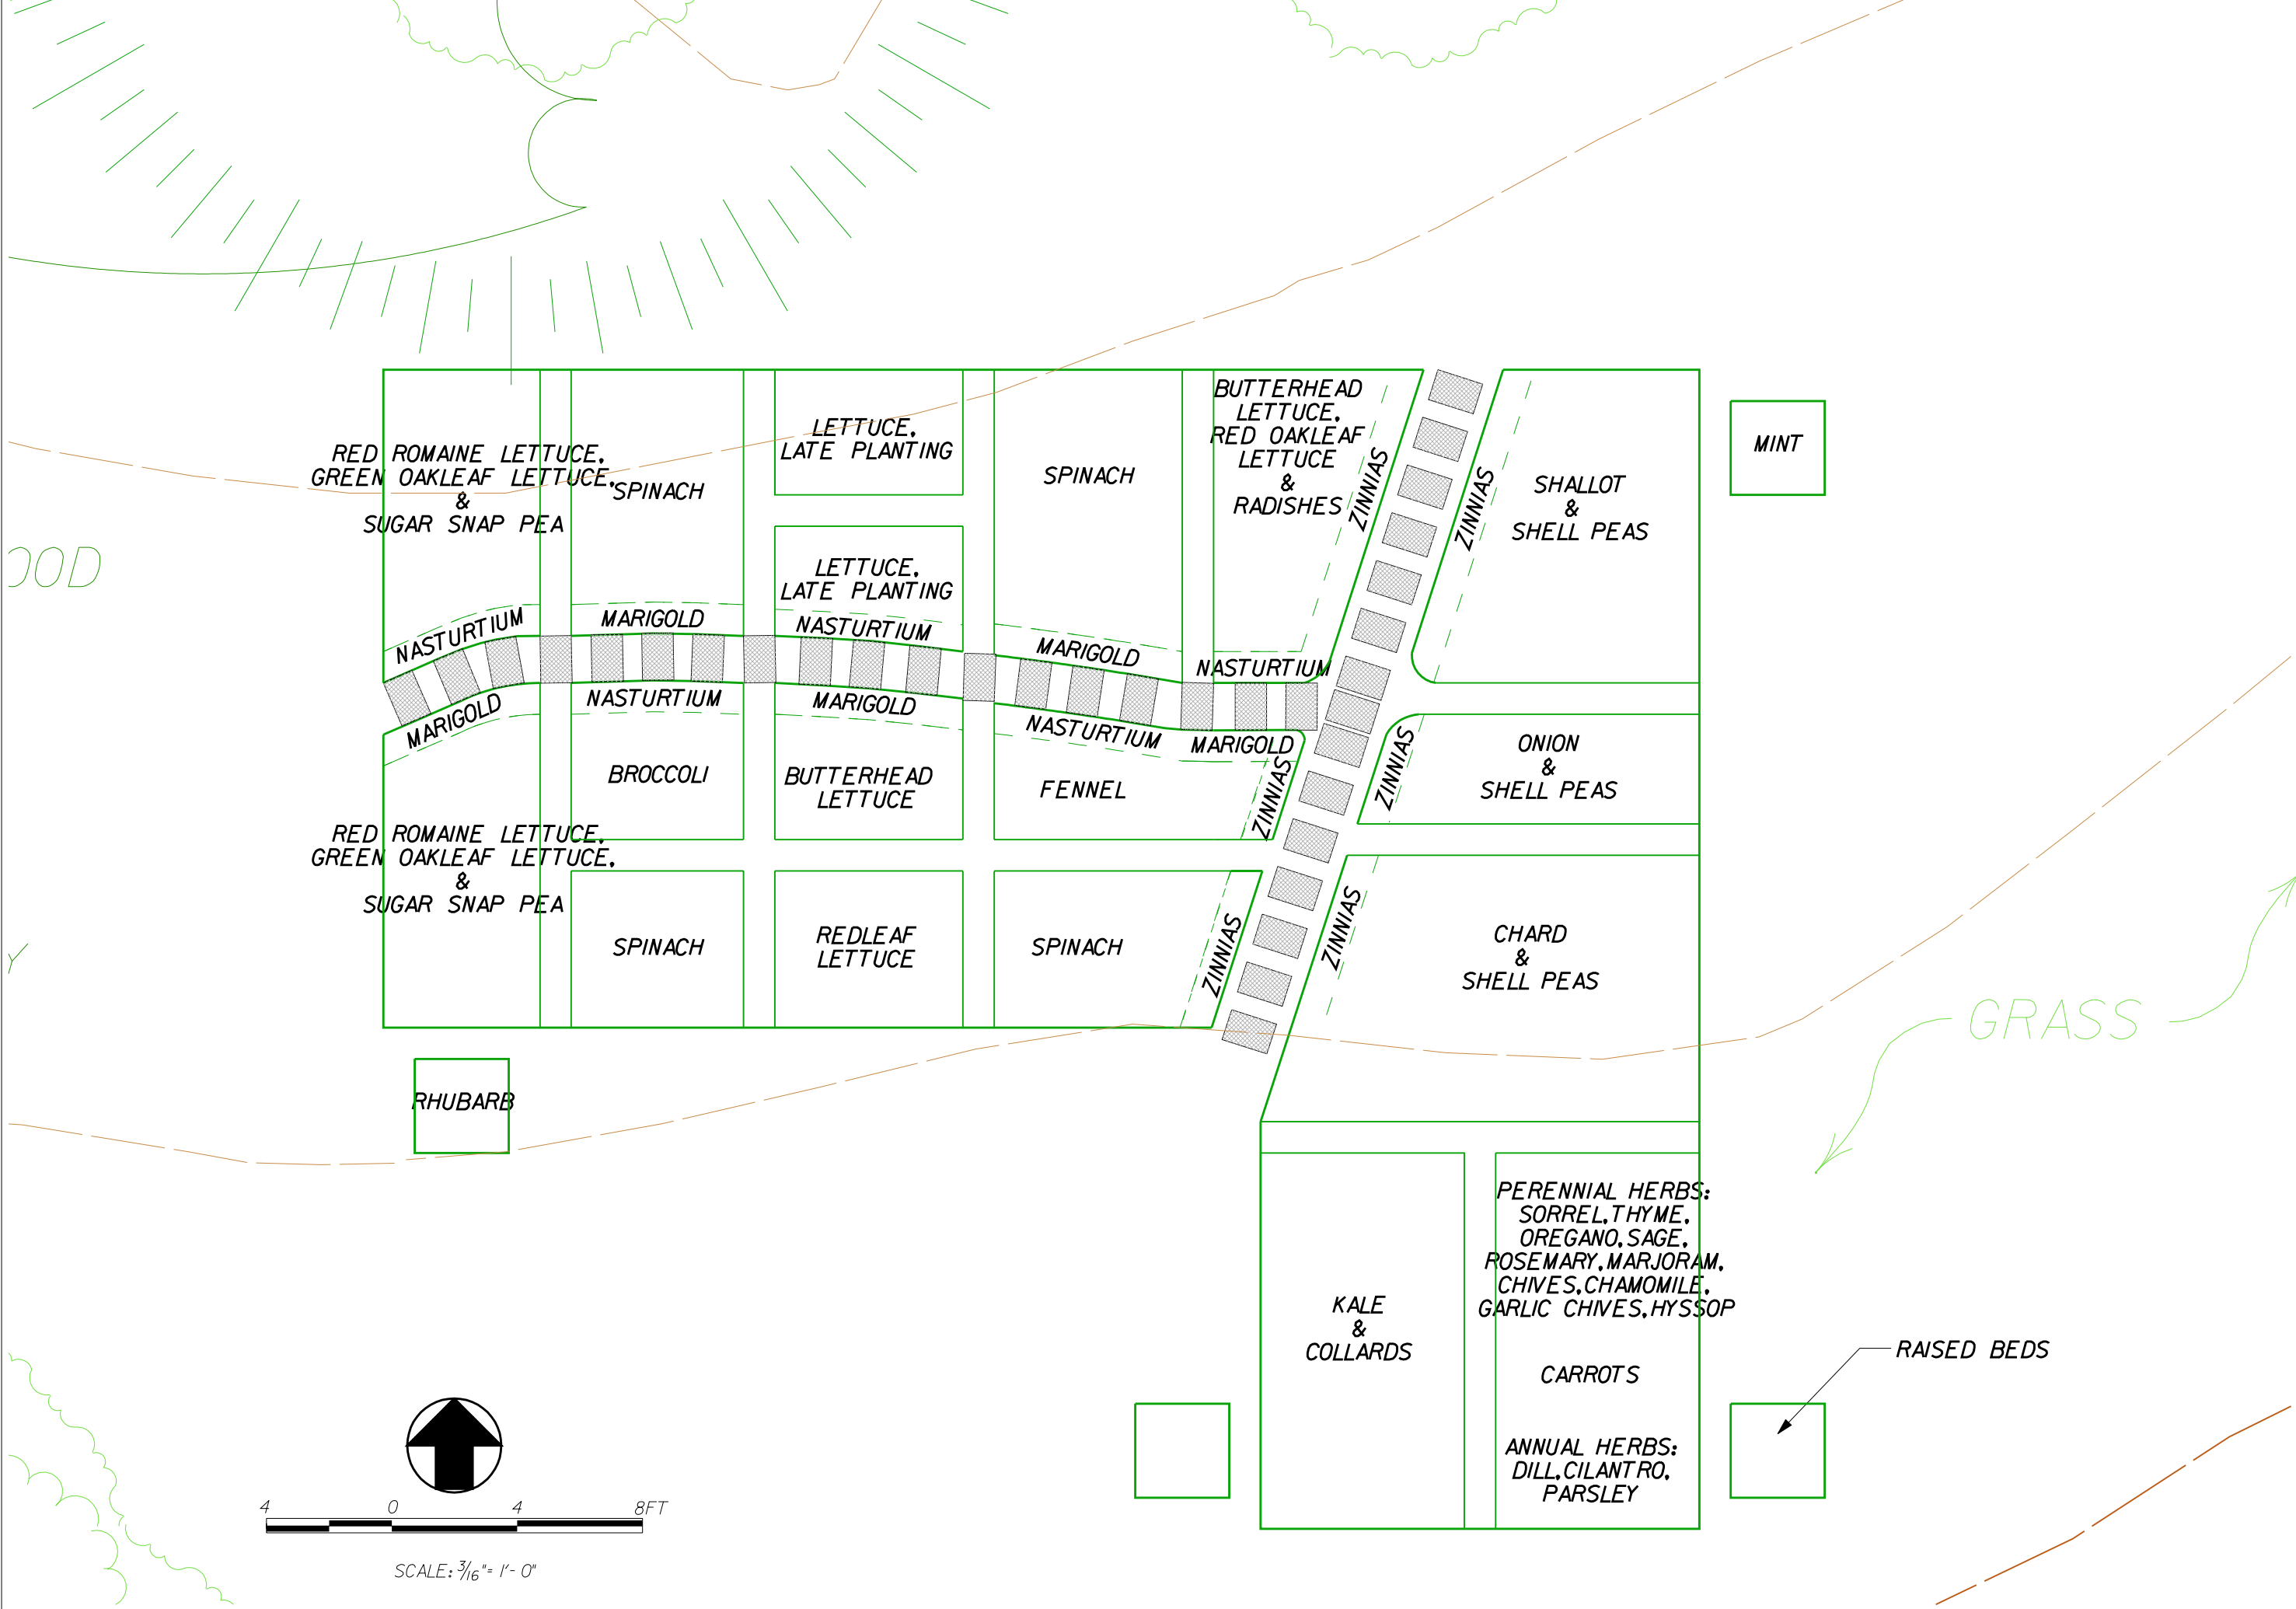 BUTTERHEAD
LETTUCE,
RED OAKLEAF
LETTUCE
&
RADISHES
LETTUCE,
LATE PLANTING
MINT
RED ROMAINE LETTUCE,
GREEN OAKLEAF LETTUCE,
&
SUGAR SNAP PEA
SPINACH
SPINACH
ZINNIAS
ZINNIAS
SHALLOT
&
SHELL PEAS
OOD
LETTUCE,
LATE PLANTING
NASTURTIUM
MARIGOLD
NASTURTIUM
MARIGOLD
NASTURTIUM
MARIGOLD
NASTURTIUM
MARIGOLD
NASTURTIUM
MARIGOLD
ZINNIAS
ZINNIAS
ONION
&
SHELL PEAS
BROCCOLI
BUTTERHEAD
LETTUCE
FENNEL
RED ROMAINE LETTUCE,
GREEN OAKLEAF LETTUCE,
&
SUGAR SNAP PEA
SPINACH
REDLEAF
LETTUCE
SPINACH
ZINNIAS
ZINNIAS
CHARD
&
SHELL PEAS
Y
GRASS
RHUBARB
PERENNIAL HERBS:
SORREL,THYME,
OREGANO,SAGE,
ROSEMARY,MARJORAM,
CHIVES,CHAMOMILE,
GARLIC CHIVES,HYSSOP
KALE
&
COLLARDS
CARROTS
RAISED BEDS
ANNUAL HERBS:
DILL,CILANTRO,
PARSLEY
4 0 4 8FT
SCALE: 3/16"= 1'- 0"